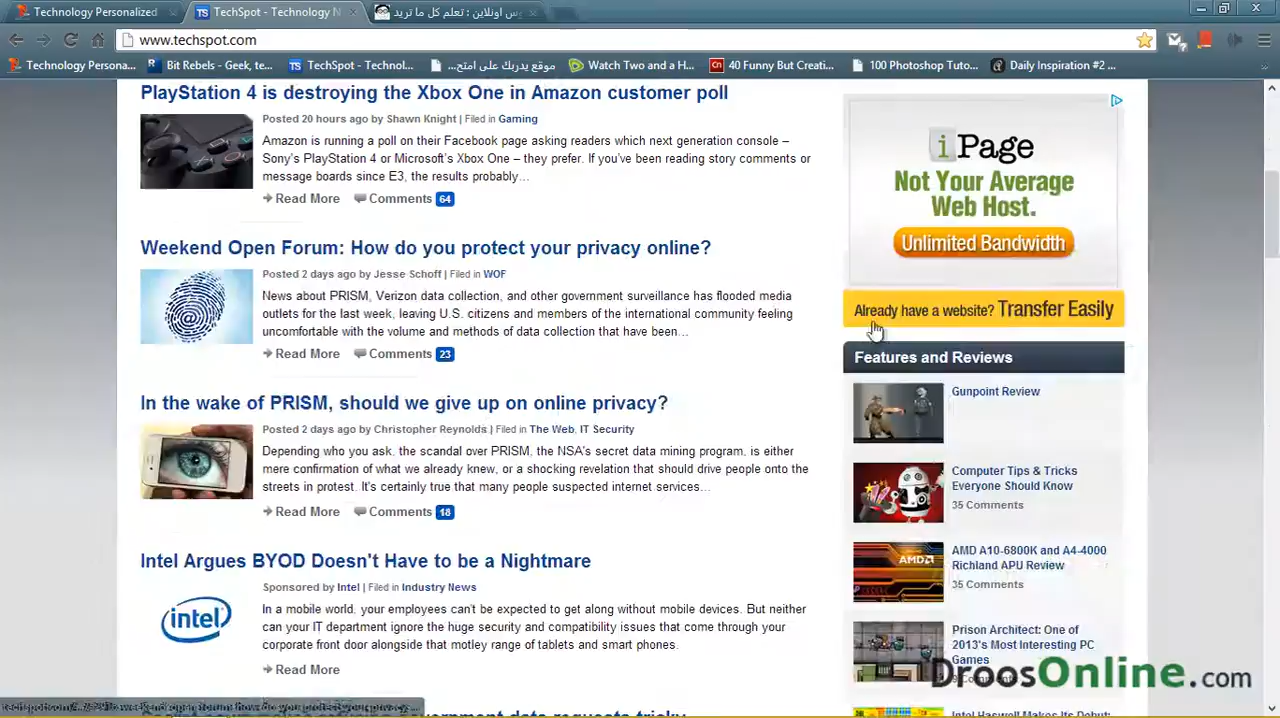 Technology Personalized
TechSpot - Technology N
وس اونلاين : تعلم كل ما تريد
www.techspot.com
Technology Persona...
Bit Rebels - Geek, te...
TechSpot - Technol...
موقع يدربك على امتح...
Watch Two and a H...
40 Funny But Creati...
100 Photoshop Tuto...
Daily Inspiration #2 ...
PlayStation 4 is destroying the Xbox One in Amazon customer poll
Posted 20 hours ago by Shawn Knight | Filed in Gaming
Amazon is running a poll on their Facebook page asking readers which next generation console –
Sony's PlayStation 4 or Microsoft's Xbox One – they prefer. If you've been reading story comments or
message boards since E3, the results probably...
Read More Comments 64
Weekend Open Forum: How do you protect your privacy online?
Posted 2 days ago by Jesse Schoff | Filed in WOF
News about PRISM, Verizon data collection, and other government surveillance has flooded media
outlets for the last week, leaving U.S. citizens and members of the international community feeling
uncomfortable with the volume and methods of data collection that have been...
Read More Comments 23
In the wake of PRISM, should we give up on online privacy?
Posted 2 days ago by Christopher Reynolds | Filed in The Web, IT Security
Depending who you ask, the scandal over PRISM, the NSA's secret data mining program, is either
mere confirmation of what we already knew, or a shocking revelation that should drive people onto the
streets in protest. It's certainly true that many people suspected internet services...
Read More Comments 18
Intel Argues BYOD Doesn't Have to be a Nightmare
Sponsored by Intel | Filed in Industry News
intel
In a mobile world, your employees can't be expected to get along without mobile devices. But neither
can your IT department ignore the huge security and compatibility issues that come through your
corporate front door alongside that motley range of tablets and smart phones.
Read More
government data requests tricky
iPage
Not Your Average
Web Host.
Unlimited Bandwidth
Already have a website? Transfer Easily
Features and Reviews
Gunpoint Review
Computer Tips & Tricks
Everyone Should Know
35 Comments
AMD
AMD A10-6800K and A4-4000
Richland APU Review
35 Comments
Prison Architect: One of
2013's Most Interesting PC
Games
Comments
Intel Haswell Makes Its Debut:
DroosOnline.com